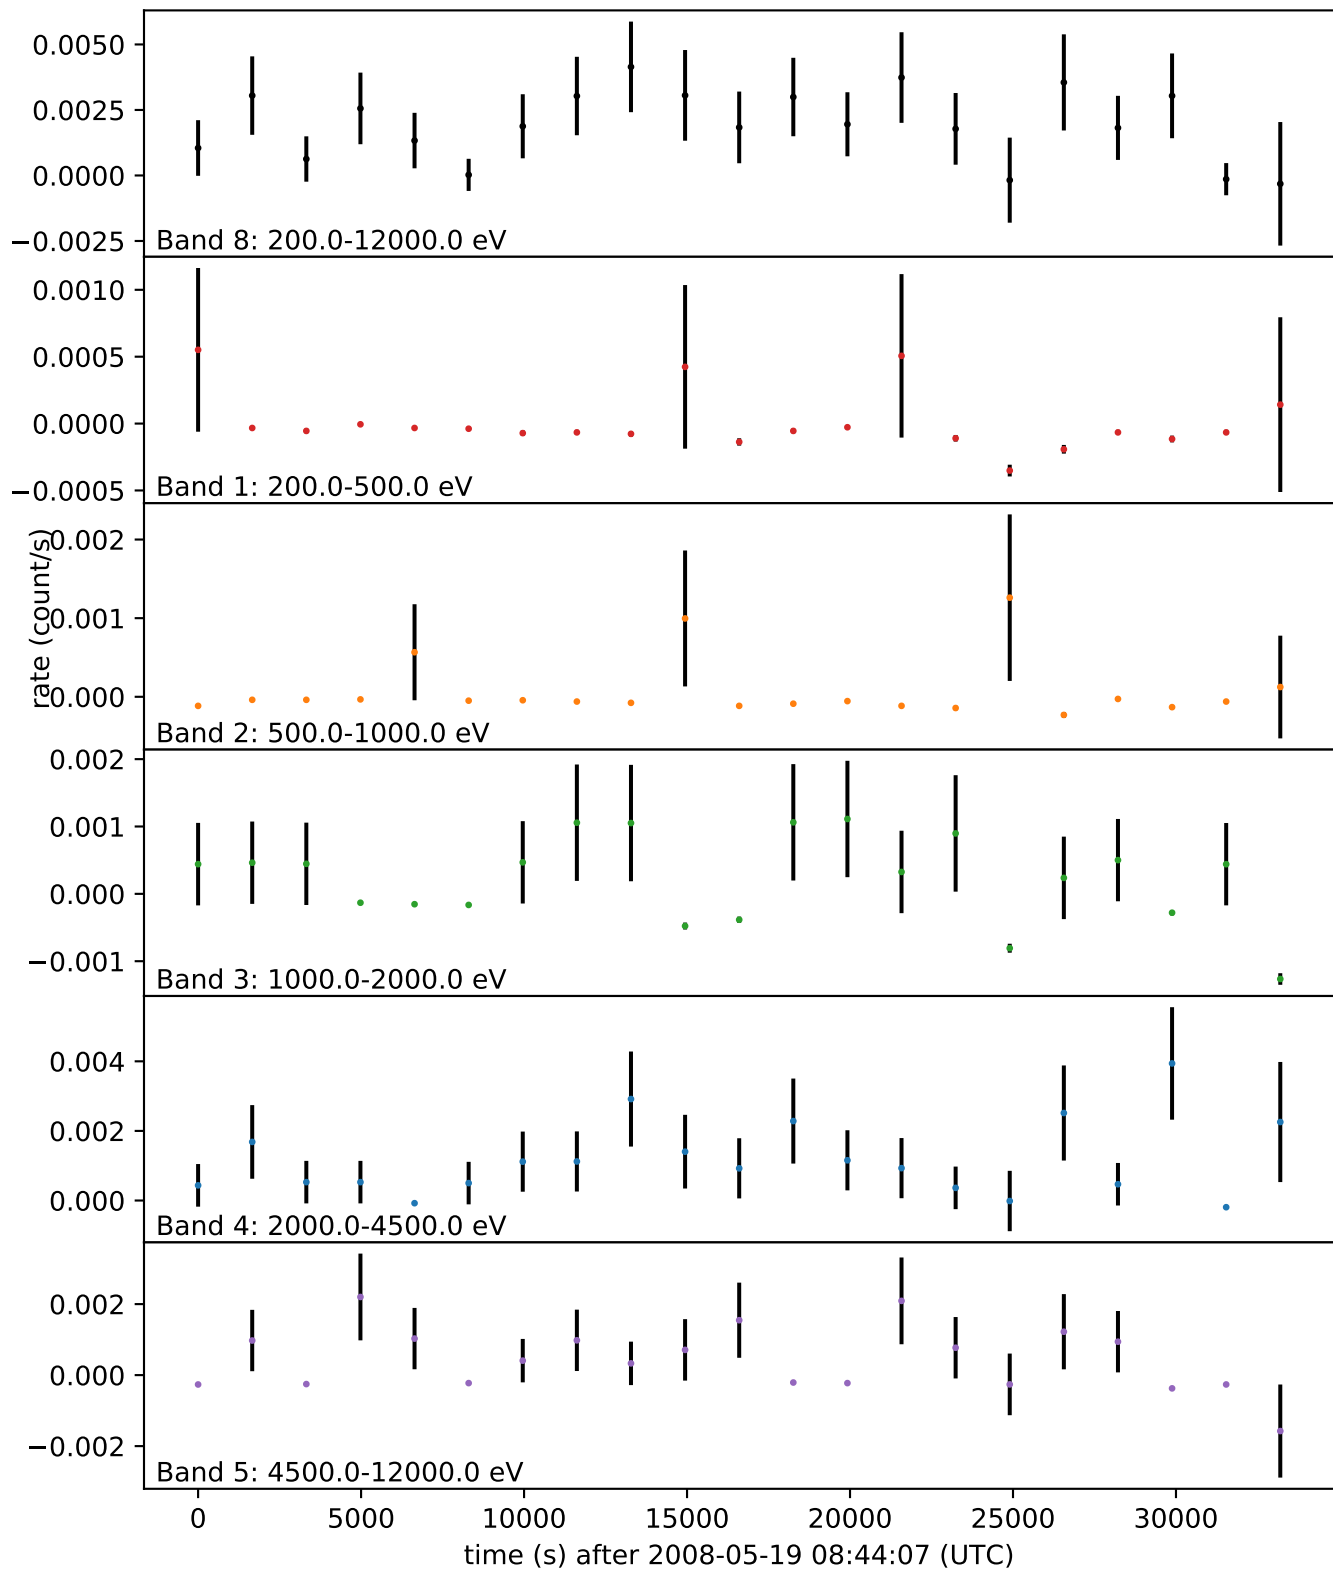 0.0050
0.0025
0.0000
−0.0025
Band 8: 200.0-12000.0 eV
0.0010
0.0005
0.0000
−0.0005
Band 1: 200.0-500.0 eV
rate (count/s)
0.002
0.001
0.000
Band 2: 500.0-1000.0 eV
0.002
0.001
0.000
−0.001
Band 3: 1000.0-2000.0 eV
0.004
0.002
0.000
Band 4: 2000.0-4500.0 eV
0.002
0.000
−0.002
Band 5: 4500.0-12000.0 eV
0 5000 10000 15000 20000 25000 30000
time (s) after 2008-05-19 08:44:07 (UTC)